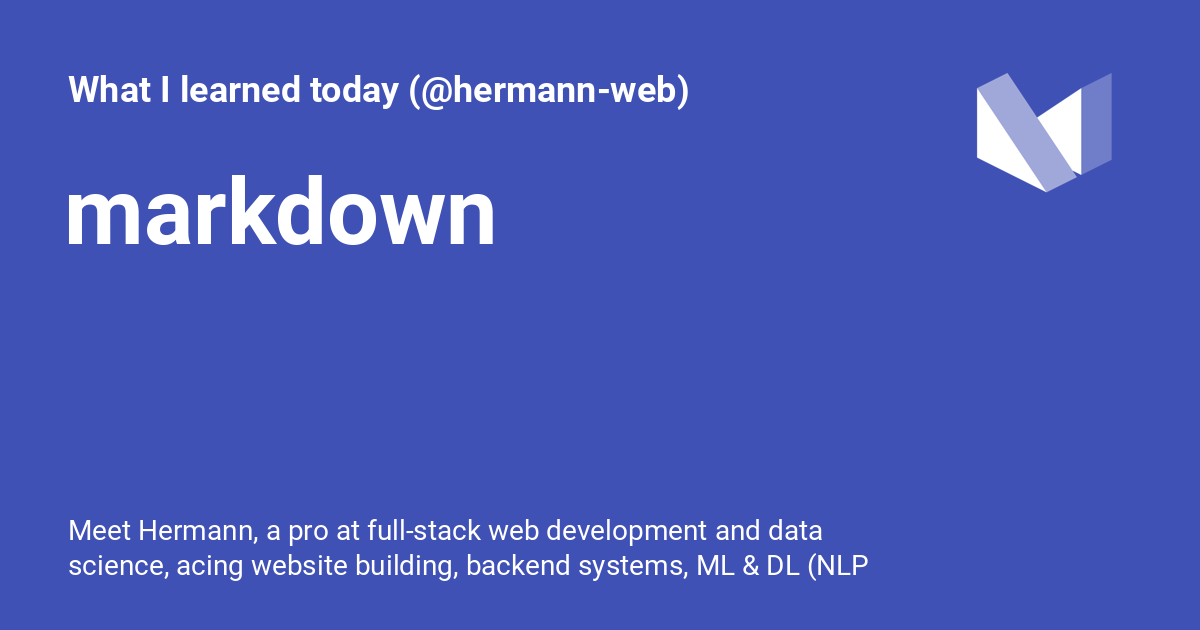 What I learned today (@hermann-web)
markdown
Meet Hermann, a pro at full-stack web development and data
science, acing website building, backend systems, ML & DL (NLP